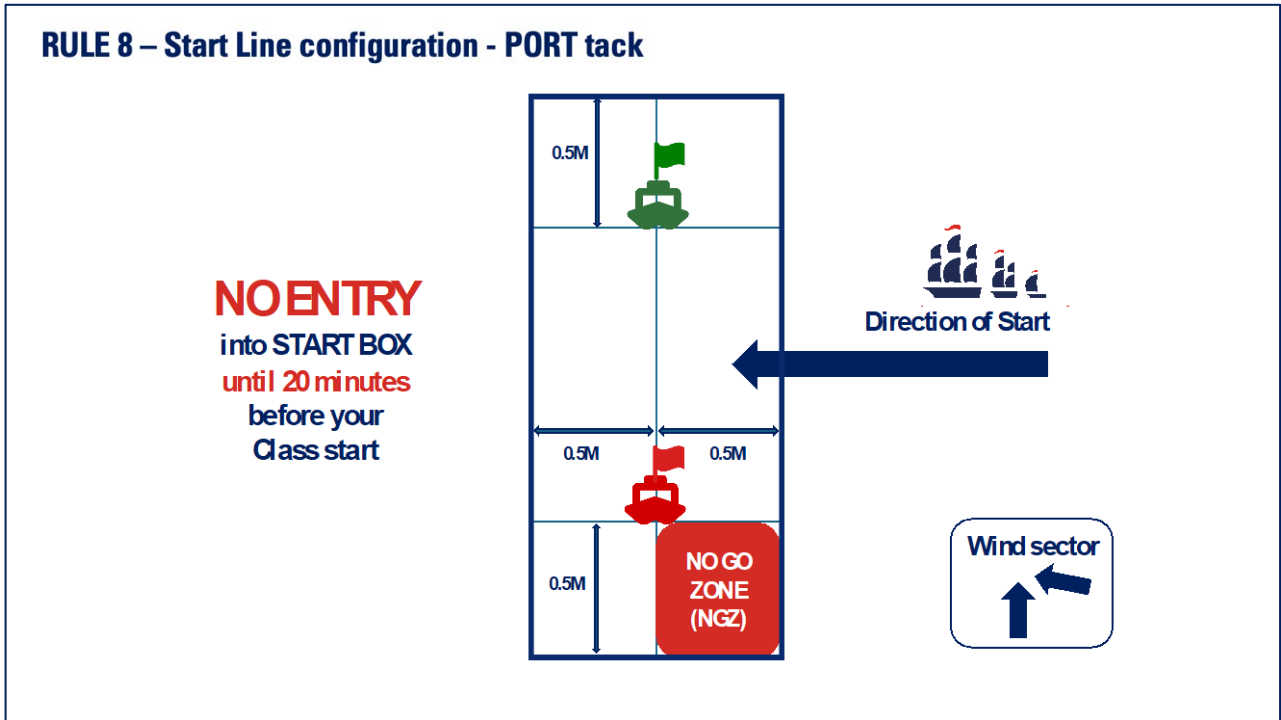 RULE 8 – Start Line configuration - PORT tack
0.5M
NO ENTRY
into START BOX
until 20 minutes
before your
Class start
Direction of Start
0.5M
0.5M
0.5M
NO GO
ZONE
(NGZ)
Wind sector